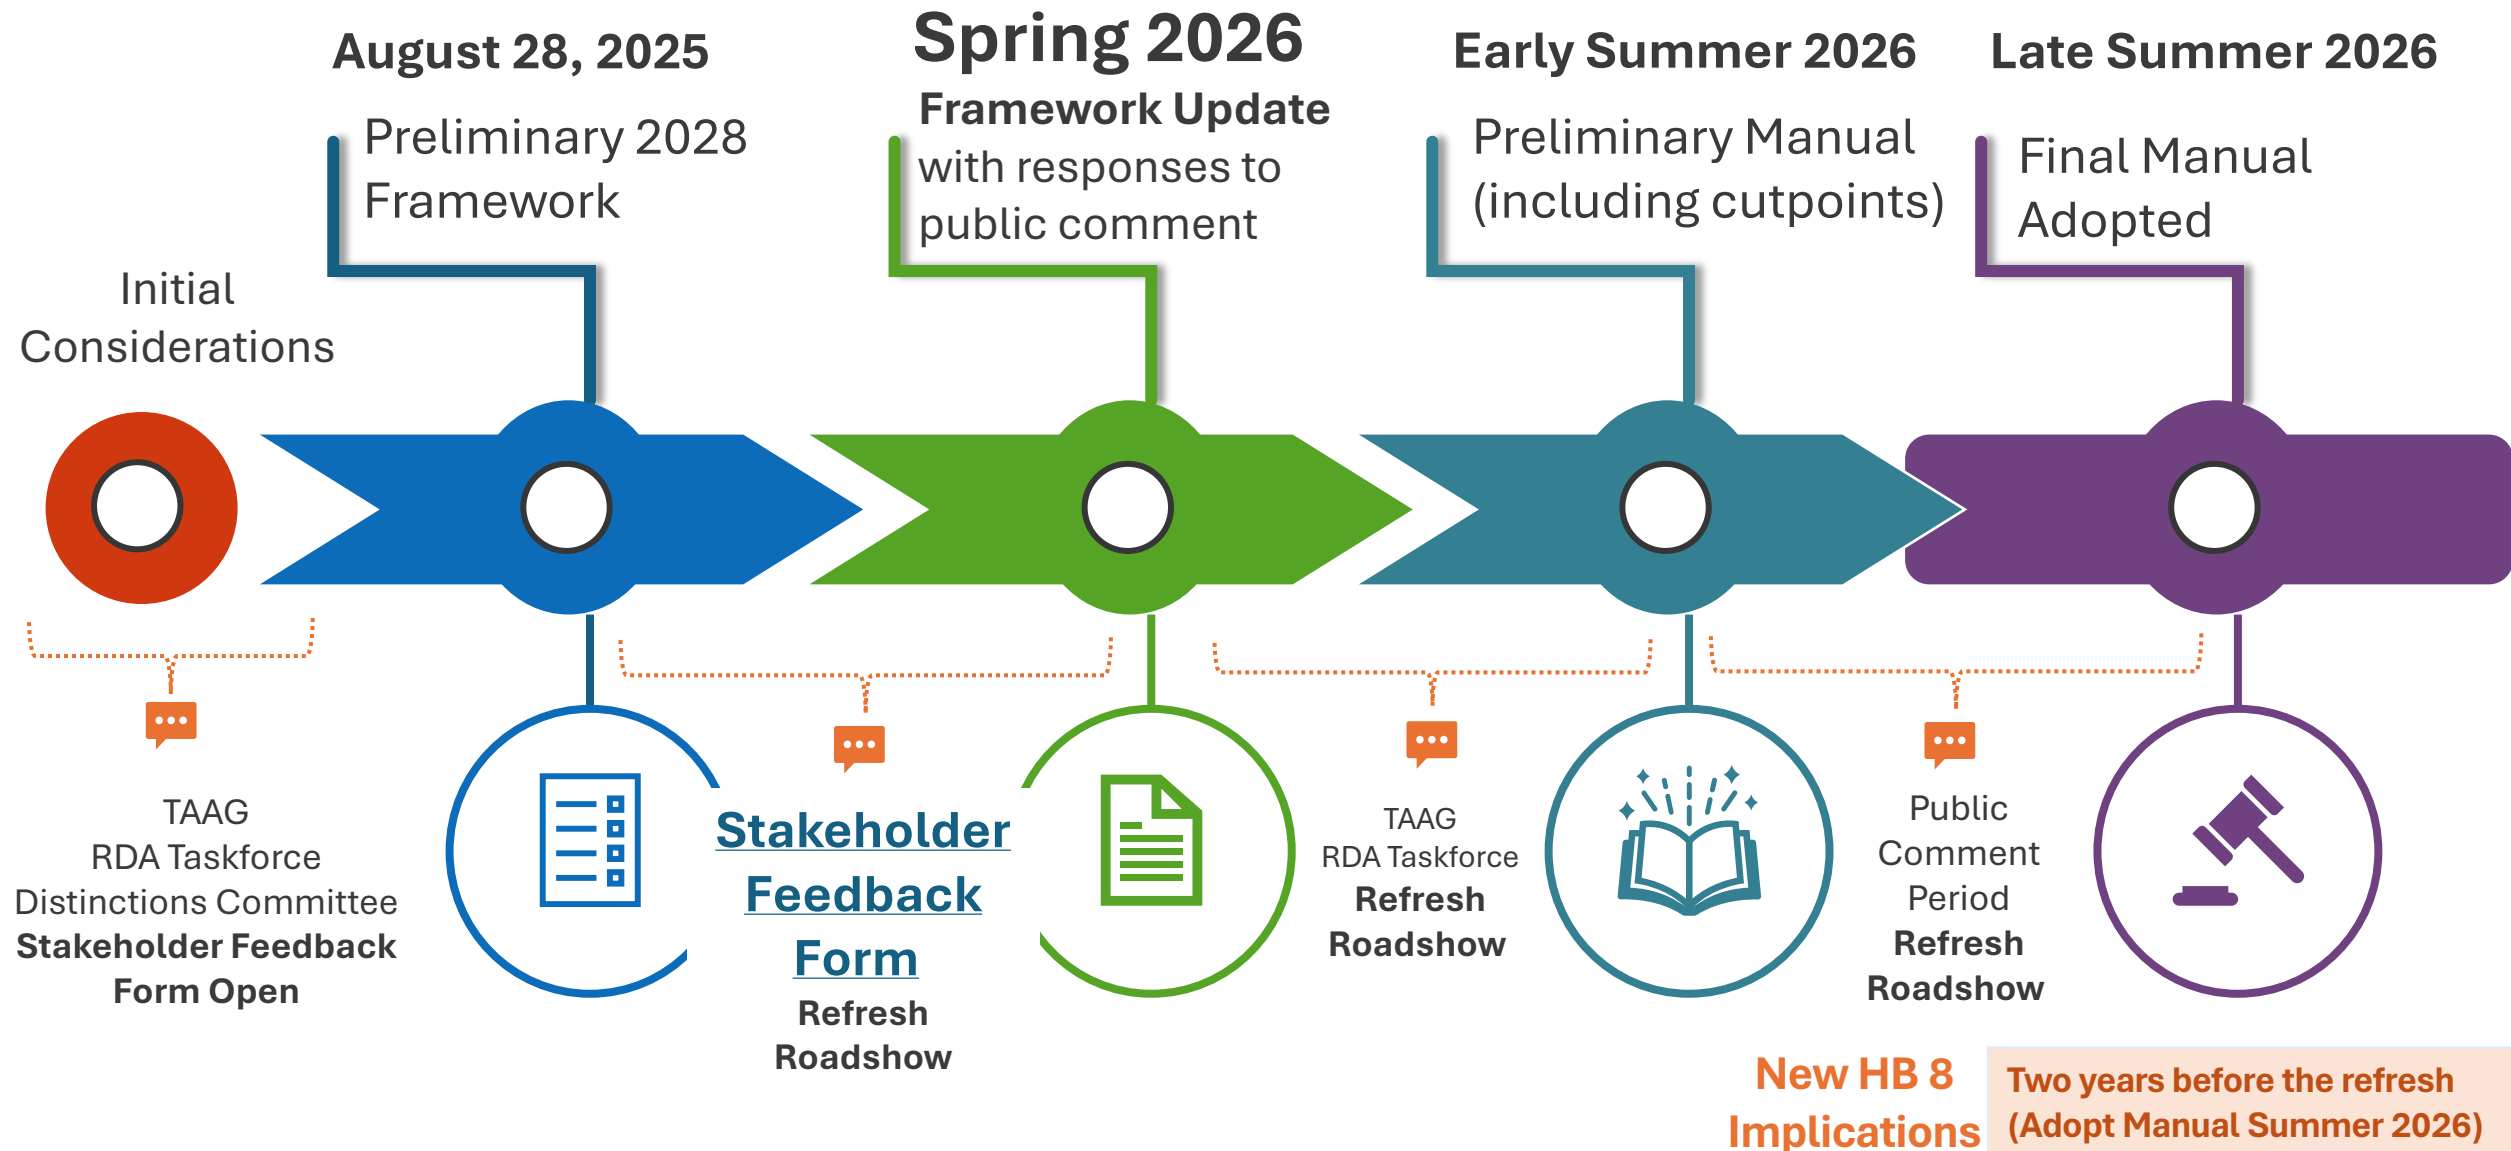 August 28, 2025
Spring 2026
Early Summer 2026
Late Summer 2026
Preliminary 2028
Framework
Framework Update
with responses to
public comment
Preliminary Manual
(including cutpoints)
Final Manual
Adopted
Initial
Considerations
TAAG
RDA Taskforce
Distinctions Committee
Stakeholder Feedback
Form Open
Stakeholder
Feedback
Form
Refresh
Roadshow
TAAG
RDA Taskforce
Refresh
Roadshow
Public
Comment
Period
Refresh
Roadshow
New HB 8
Implications
Two years before the refresh
(Adopt Manual Summer 2026)